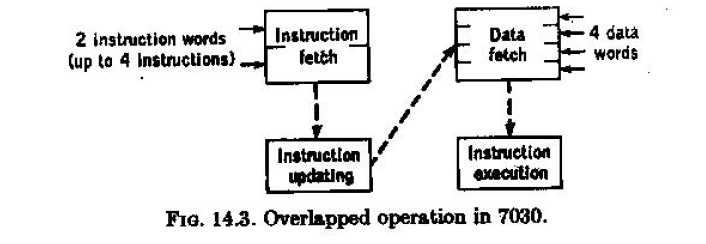 2 instruction words
(up to 4 instructions)
Instruction
fetch
Data
fetch
4 data
words
Instruction
updating
Instruction
execution
FIG. 14.3. Overlapped operation in 7030.